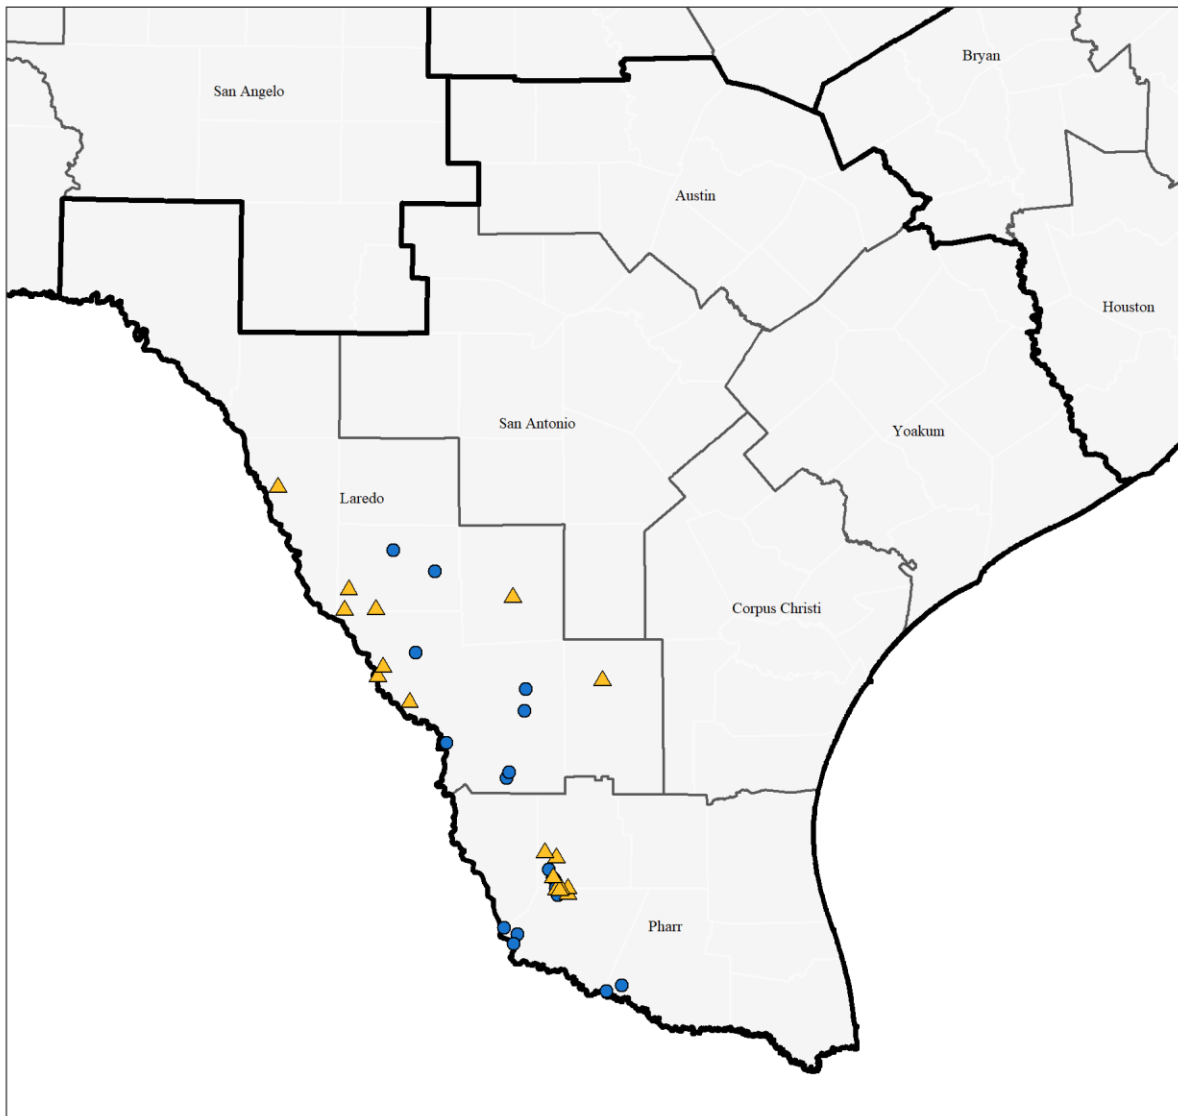 Bryan
San Angelo
Austin
Houston
San Antonio
Yoakum
Laredo
Corpus Christi
Pharr